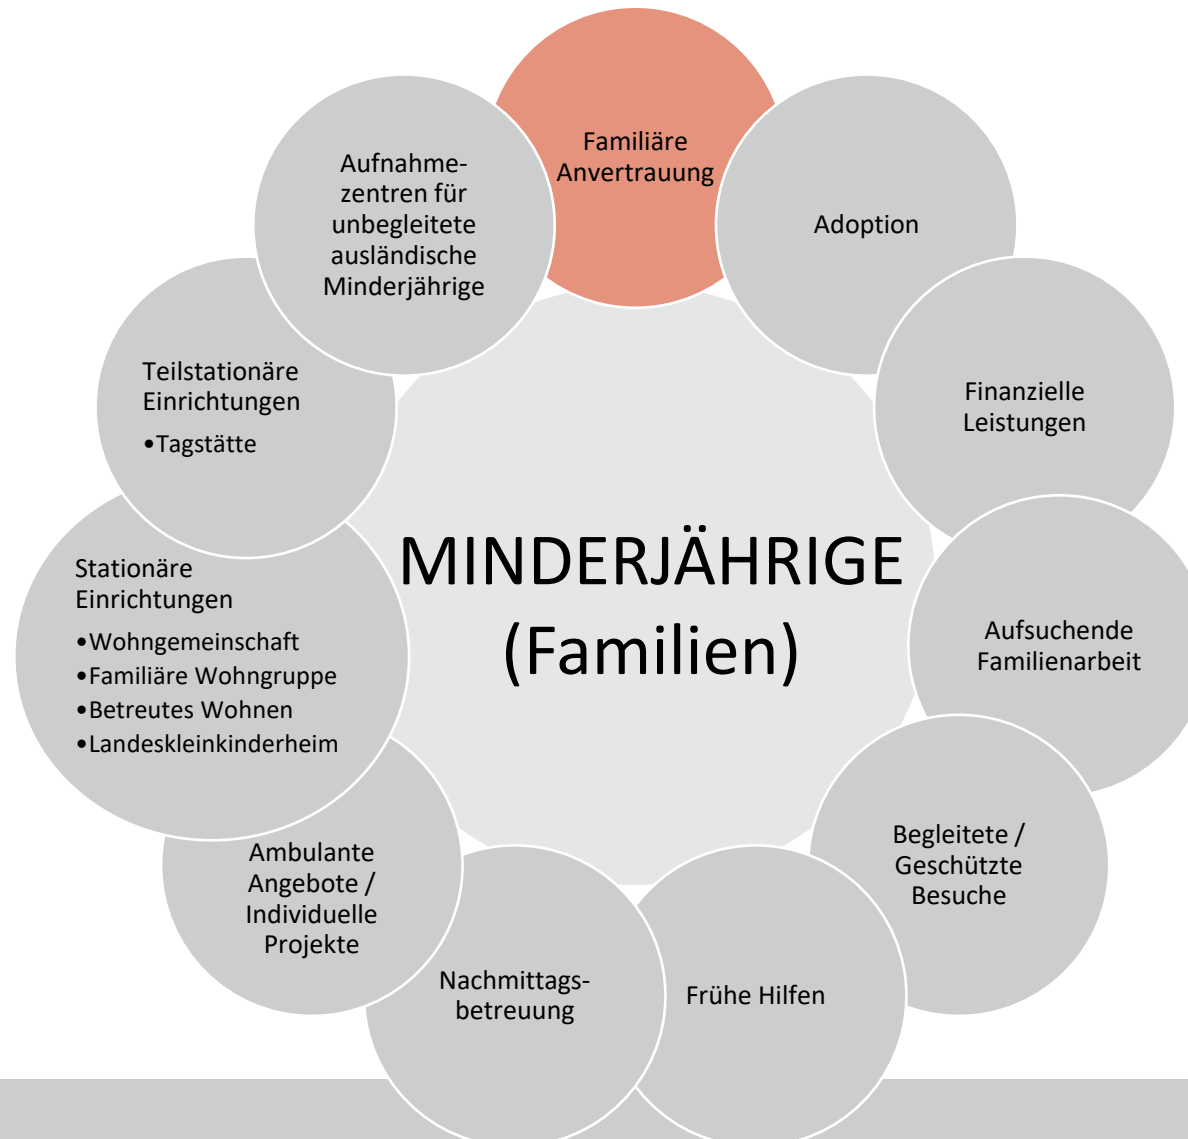 Familiäre
Anvertrauung
Adoption
Finanzielle
Leistungen
Aufsuchende
Familienarbeit
Begleitete /
Geschützte
Besuche
Frühe Hilfen
Nachmittags-
betreuung
Ambulante
Angebote /
Individuelle
Projekte
Stationäre
Einrichtungen
•Wohngemeinschaft
•Familiäre Wohngruppe
•Betreutes Wohnen
•Landeskleinkinderheim
Teilstationäre
Einrichtungen
•Tagstätte
Aufnahme-
zentren für
unbegleitete
ausländische
Minderjährige
MINDERJÄHRIGE
(Familien)